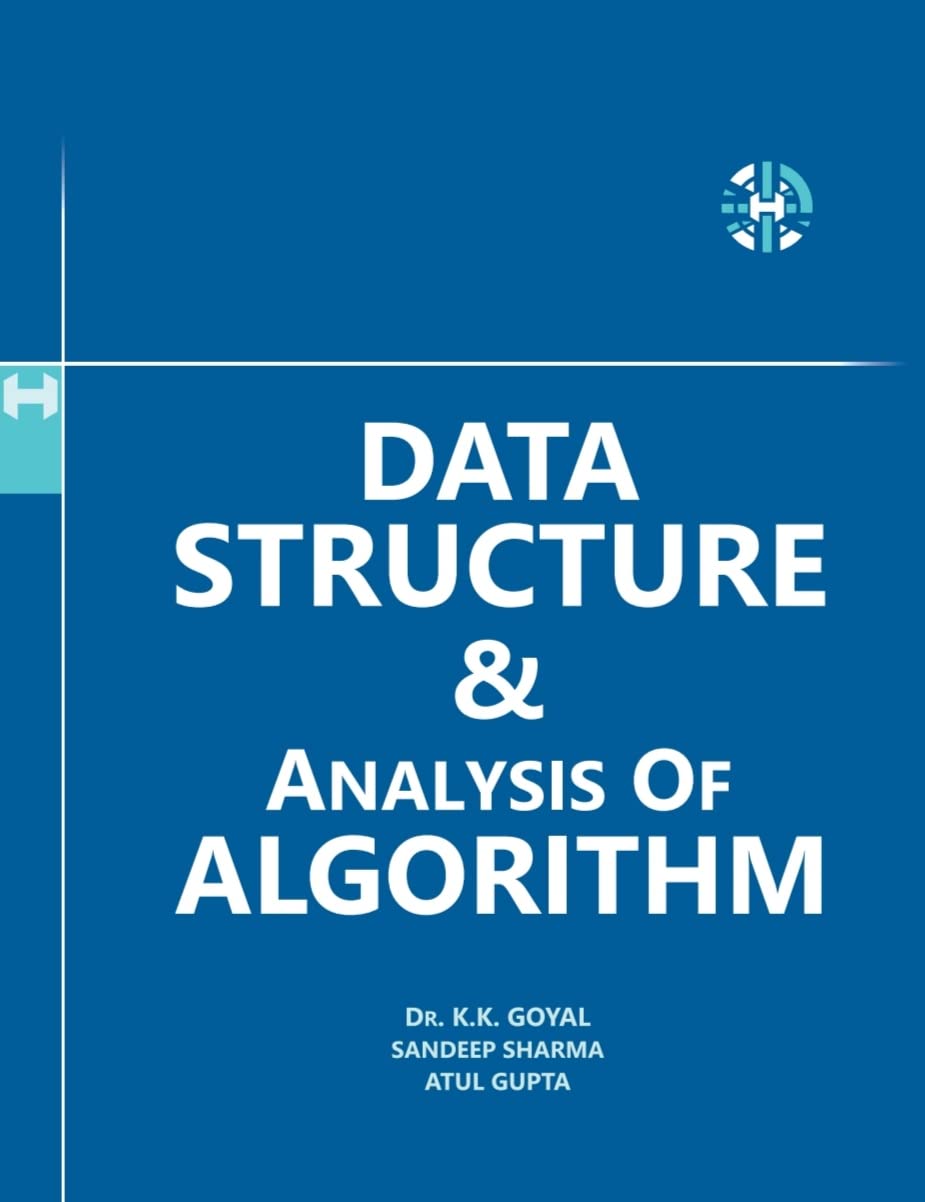 DATA
STRUCTURE
&
ANALYSIS OF
ALGORITHM
DR. K.K. GOYAL
SANDEEP SHARMA
ATUL GUPTA